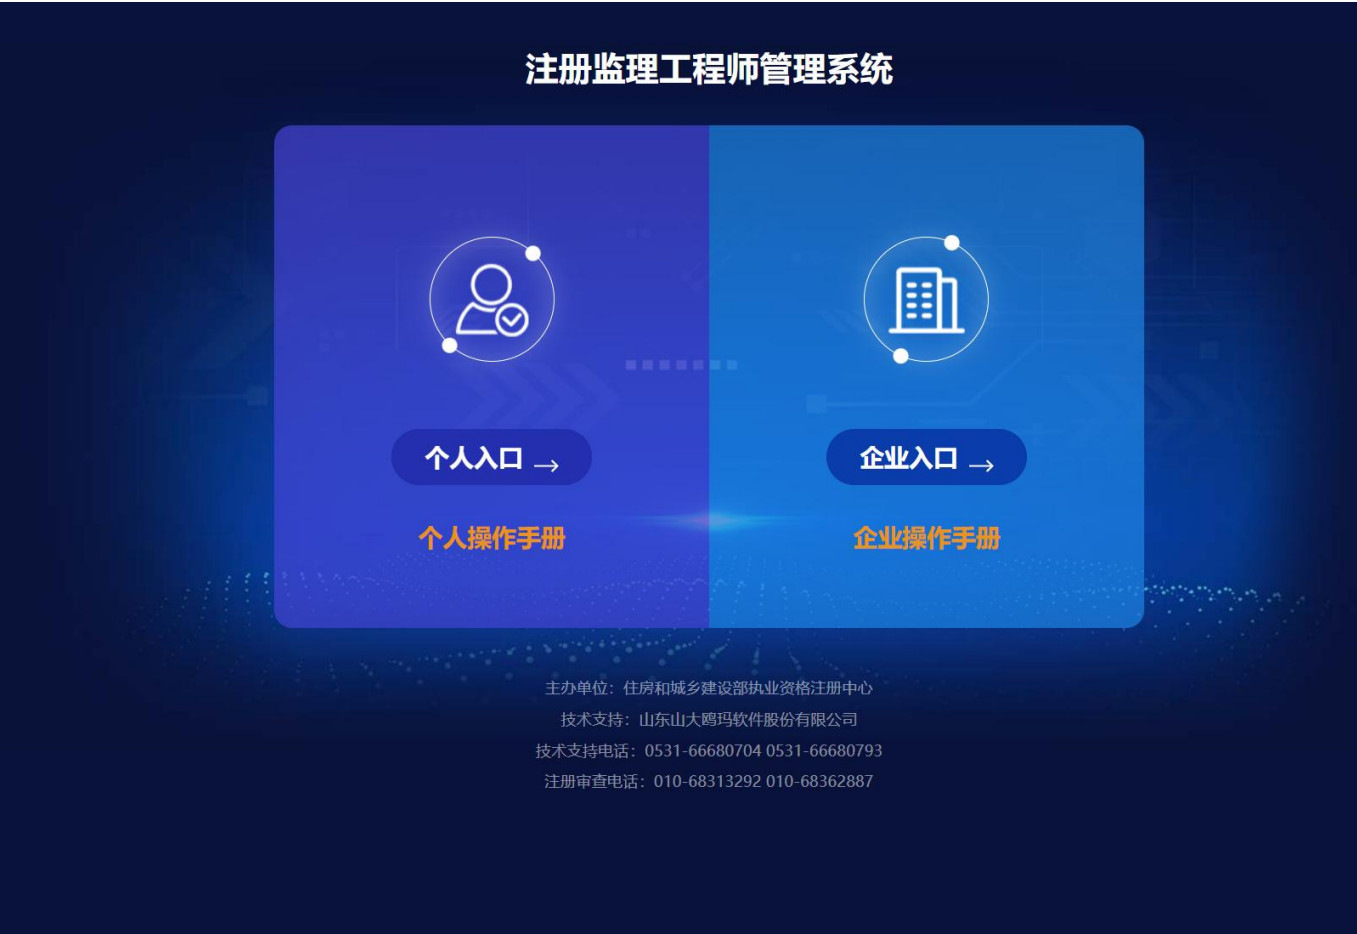 注册监理工程师管理系统
个人入口 →
企业入口 →
个人操作手册
企业操作手册
主办单位：住房和城乡建设部执业资格注册中心
技术支持：山东山大鸥玛软件股份有限公司
技术支持电话：0531-66680704 0531-66680793
注册审查电话：010-68313292 010-68362887